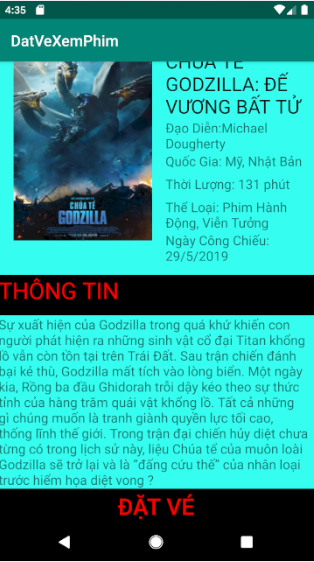 4:35
DatVeXemPhim
CHÚA TỂ
GODZILLA: ĐẾ
VƯƠNG BẤT TỬ
Đạo Diễn:Michael
Dougherty
Quốc Gia: Mỹ, Nhật Bản
Thời Lượng: 131 phút
Thể Loại: Phim Hành
Động, Viễn Tưởng
Ngày Công Chiếu:
29/5/2019
CHÚA TỂ
GODZILLA
THÔNG TIN
Sự xuất hiện của Godzilla trong quá khứ khiến con
người phát hiện ra những sinh vật cổ đại Titan khổng
lồ vẫn còn tồn tại trên Trái Đất. Sau trận chiến đánh
bại kẻ thù, Godzilla mất tích vào lòng biển. Một ngày
kia, Rồng ba đầu Ghidorah trỗi dậy kéo theo sự thức
tỉnh của hàng trăm quái vật khổng lồ. Tất cả những
gì chúng muốn là tranh giành quyền lực tối cao,
thống lĩnh thế giới. Trong trận đại chiến hủy diệt chưa
từng có trong lịch sử này, liệu Chúa tể của muôn loài
Godzilla sẽ trở lại và là “đấng cứu thế” của nhân loại
trước hiểm họa diệt vong ?
ĐẶT VÉ